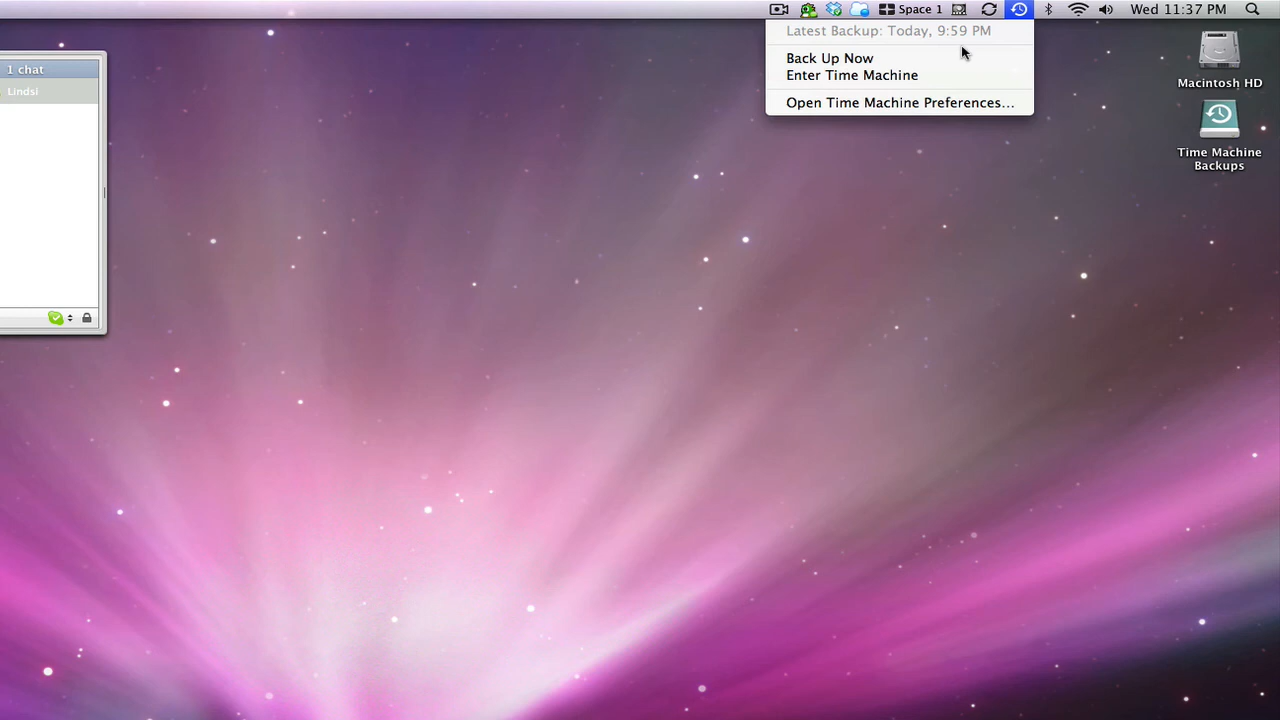 Space 1
Wed 11:37 PM
Latest Backup: Today, 9:59 PM
Back Up Now
Enter Time Machine
Open Time Machine Preferences...
1 chat
Lindsi
Macintosh HD
Time Machine
Backups